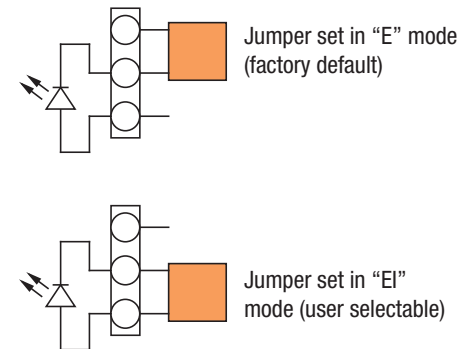 Jumper set in “E” mode
(factory default)
Jumper set in “EI”
mode (user selectable)